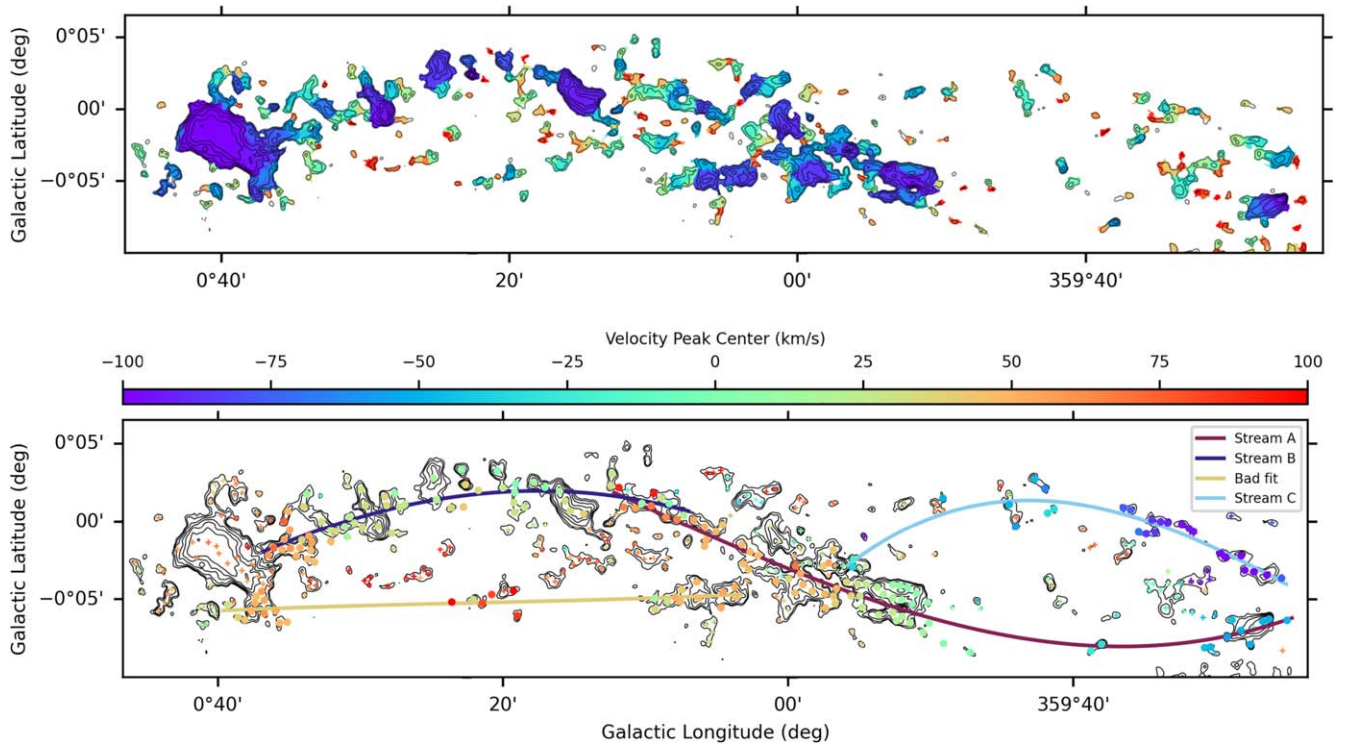 Galactic Latitude (deg)
0°05'
00'
−0°05'
0°40'
20'
00'
359°40'
Velocity Peak Center (km/s)
−100
−75
−50
−25
0
25
50
75
100
Galactic Latitude (deg)
0°05'
00'
−0°05'
Stream A
Stream B
Bad fit
Stream C
0°40'
20'
00'
359°40'
Galactic Longitude (deg)